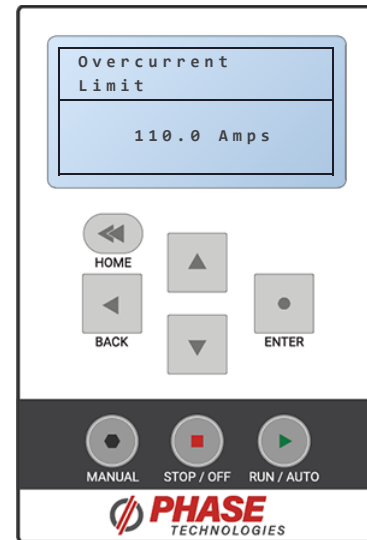 Overcurrent
Limit
110.0 Amps
HOME
BACK
ENTER
MANUAL
STOP / OFF
RUN / AUTO
PHASE
TECHNOLOGIES